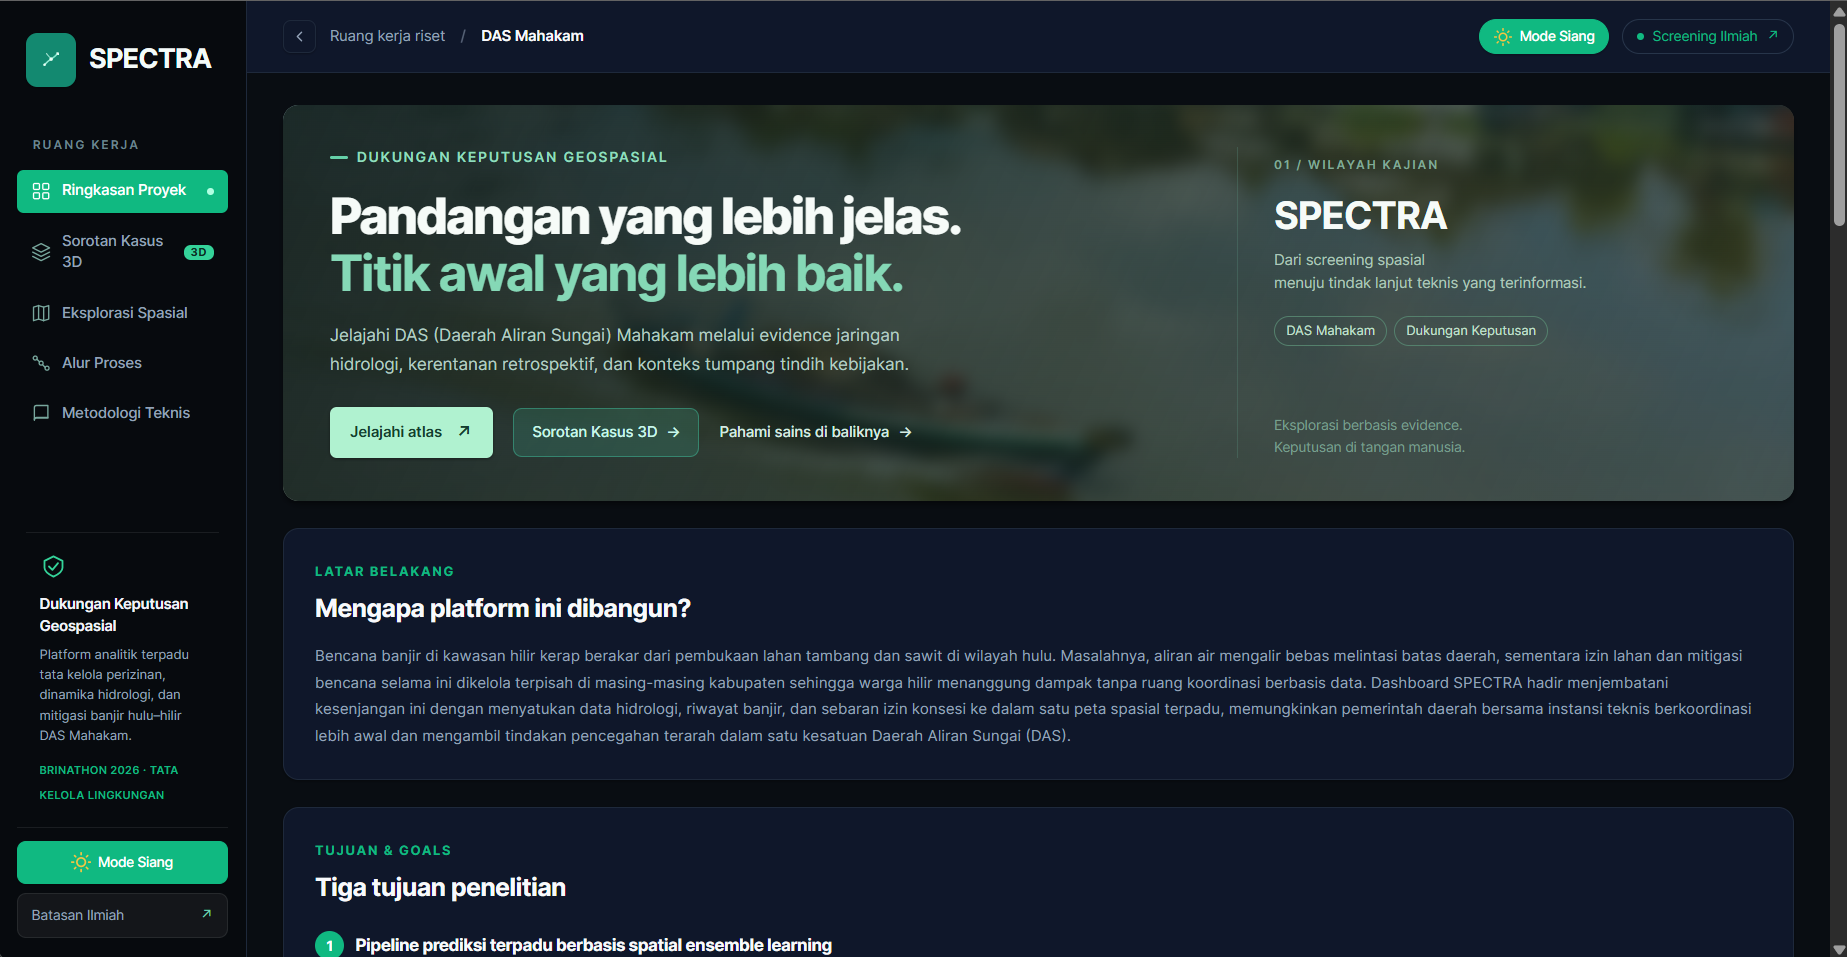 SPECTRA
RUANG KERJA
Ringkasan Proyek
Sorotan Kasus
3D
3D
Eksplorasi Spasial
Alur Proses
Metodologi Teknis
Dukungan Keputusan
Geospasial
Platform analitik terpadu
tata kelola perizinan,
dinamika hidrologi, dan
mitigasi banjir hulu–hilir
DAS Mahakam.
BRINATHON 2026 · TATA
KELOLA LINGKUNGAN
Mode Siang
Batasan Ilmiah
Ruang kerja riset / DAS Mahakam
Mode Siang
Screening Ilmiah
DUKUNGAN KEPUTUSAN GEOSPASIAL
Pandangan yang lebih jelas.
Titik awal yang lebih baik.
Jelajahi DAS (Daerah Aliran Sungai) Mahakam melalui evidence jaringan
hidrologi, kerentanan retrospektif, dan konteks tumpang tindih kebijakan.
Jelajahi atlas
Sorotan Kasus 3D
Pahami sains di baliknya
01 / WILAYAH KAJIAN
SPECTRA
Dari screening spasial
menuju tindak lanjut teknis yang terinformasi.
DAS Mahakam
Dukungan Keputusan
Eksplorasi berbasis evidence.
Keputusan di tangan manusia.
LATAR BELAKANG
Mengapa platform ini dibangun?
Bencana banjir di kawasan hilir kerap berakar dari pembukaan lahan tambang dan sawit di wilayah hulu. Masalahnya, aliran air mengalir bebas melintasi batas daerah, sementara izin lahan dan mitigasi
bencana selama ini dikelola terpisah di masing-masing kabupaten sehingga warga hilir menanggung dampak tanpa ruang koordinasi berbasis data. Dashboard SPECTRA hadir menjembatani
kesenjangan ini dengan menyatukan data hidrologi, riwayat banjir, dan sebaran izin konsesi ke dalam satu peta spasial terpadu, memungkinkan pemerintah daerah bersama instansi teknis berkoordinasi
lebih awal dan mengambil tindakan pencegahan terarah dalam satu kesatuan Daerah Aliran Sungai (DAS).
TUJUAN & GOALS
Tiga tujuan penelitian
1 Pipeline prediksi terpadu berbasis spatial ensemble learning